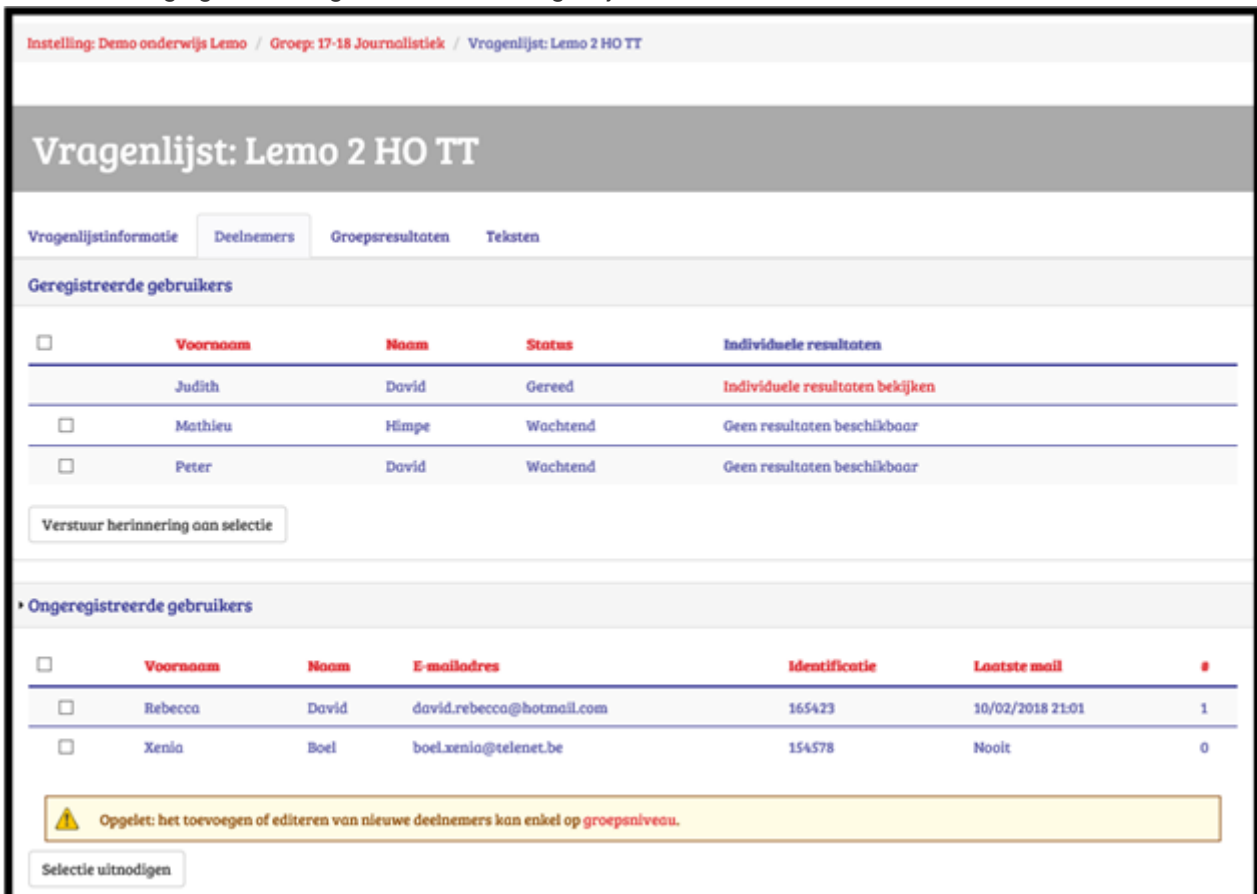 Instelling: Demo onderwijs Lemo / Groep: 17-18 Journalistiek / Vragenlijst: Lemo 2 HO TT
Vragenlijst: Lemo 2 HO TT
Vragenlijstinformatie Deelnemers Groepsresultaten Teksten
Geregistreerde gebruikers
Voornaam Naam Status Individuele resultaten
Judith David Gereed Individuele resultaten bekijken
Mathieu Himpe Wachtend Geen resultaten beschikbaar
Peter David Wachtend Geen resultaten beschikbaar
Verstuur herinnering aan selectie
Ongeregistreerde gebruikers
Voornaam Naam E-mailadres Identificatie Laatste mail #
Rebecca David david.rebecca@hotmail.com 165423 10/02/2018 21:01 1
Xenia Boel boel.xenia@telenet.be 154578 Nooit 0
Opgelet: het toevoegen of editeren van nieuwe deelnemers kan enkel op groepsniveau.
Selectie uitnodigen